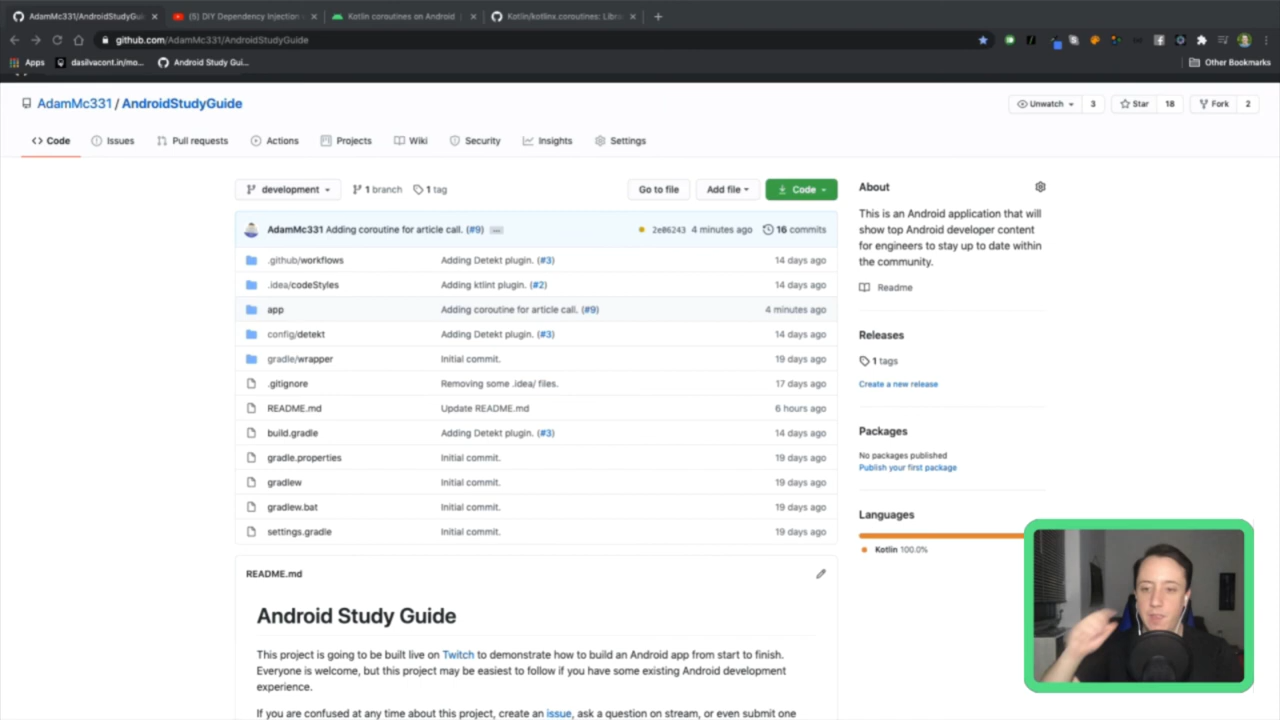 AdamMc331/AndroidStudyGui
(5) DIY Dependency Injection
Kotlin coroutines on Android
Kotlin/kotlinx.coroutines: Libra
github.com/AdamMc331/AndroidStudyGuide
Apps
dasilvacont.in/mo...
Android Study Gui...
Other Bookmarks
AdamMc331 / AndroidStudyGuide
Unwatch 3
Star 18
Fork 2
Code
Issues
Pull requests
Actions
Projects
Wiki
Security
Insights
Settings
development
1 branch
1 tag
Go to file
Add file
Code
AdamMc331 Adding coroutine for article call. (#9) ... 2e06243 4 minutes ago 16 commits
.github/workflows Adding Detekt plugin. (#3) 14 days ago
.idea/codeStyles Adding ktlint plugin. (#2) 14 days ago
app Adding coroutine for article call. (#9) 4 minutes ago
config/detekt Adding Detekt plugin. (#3) 14 days ago
gradle/wrapper Initial commit. 19 days ago
.gitignore Removing some .idea/ files. 17 days ago
README.md Update README.md 6 hours ago
build.gradle Adding Detekt plugin. (#3) 14 days ago
gradle.properties Initial commit. 19 days ago
gradlew Initial commit. 19 days ago
gradlew.bat Initial commit. 19 days ago
settings.gradle Initial commit. 19 days ago
README.md
Android Study Guide
This project is going to be built live on Twitch to demonstrate how to build an Android app from start to finish.
Everyone is welcome, but this project may be easiest to follow if you have some existing Android development
experience.
If you are confused at any time about this project, create an issue, ask a question on stream, or even submit one
About
This is an Android application that will
show top Android developer content
for engineers to stay up to date within
the community.
Readme
Releases
1 tags
Create a new release
Packages
No packages published
Publish your first package
Languages
Kotlin 100.0%